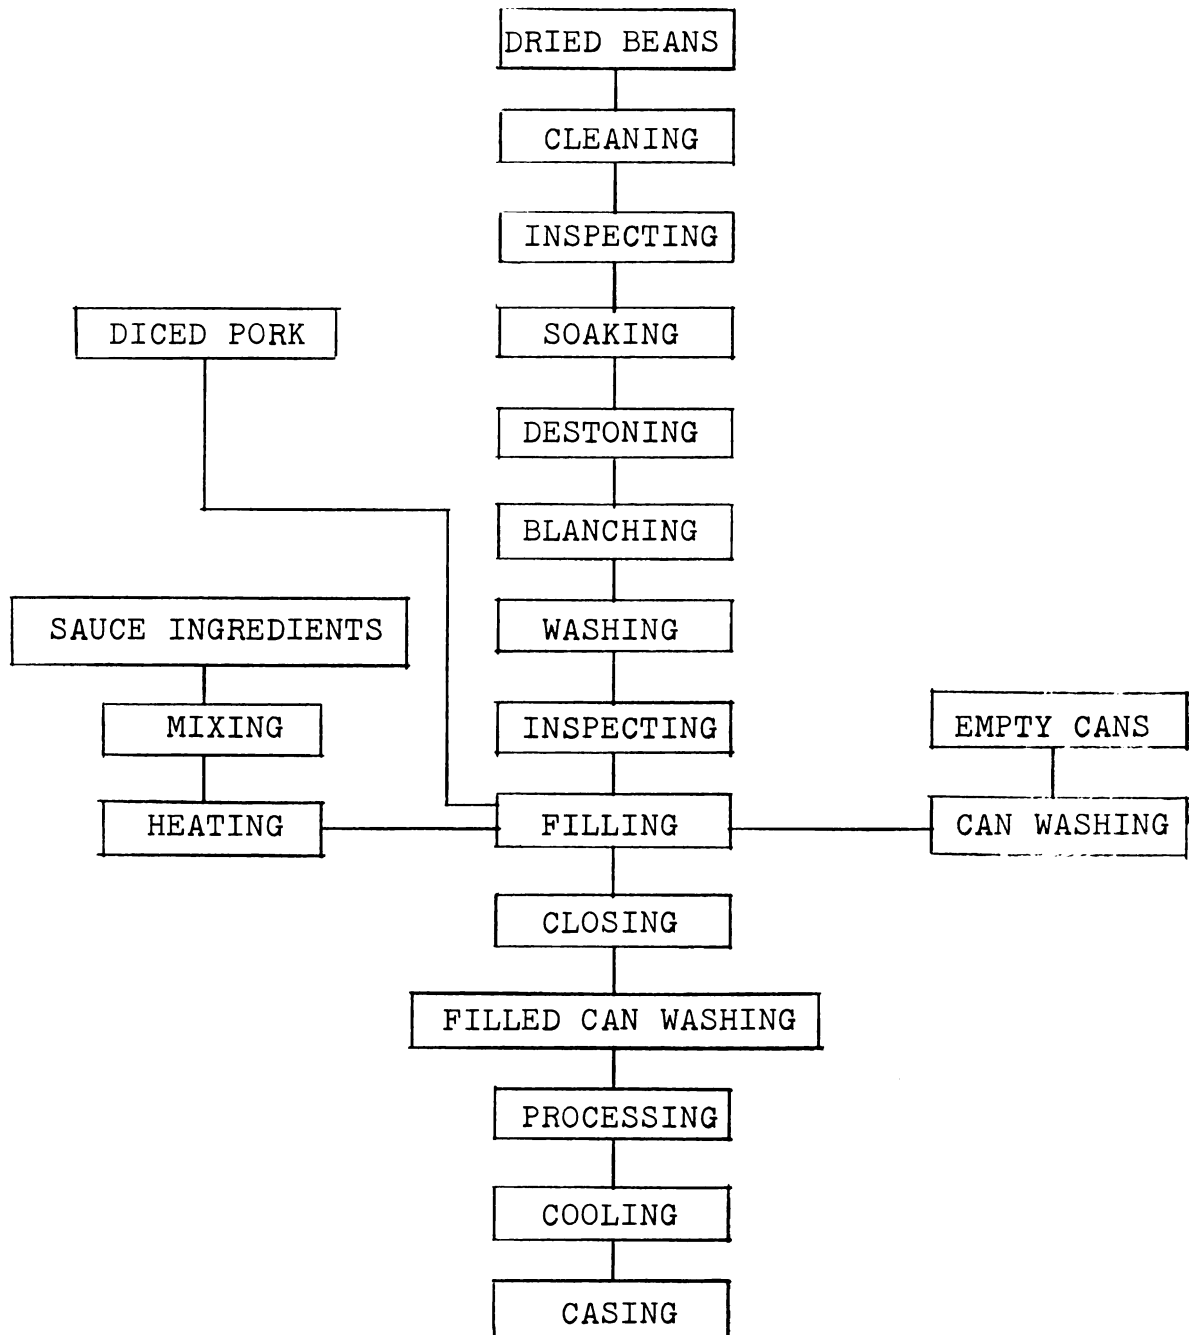 DRIED BEANS
CLEANING
INSPECTING
DICED PORK
SOAKING
DESTONING
BLANCHING
SAUCE INGREDIENTS
WASHING
MIXING
INSPECTING
EMPTY CANS
HEATING
FILLING
CAN WASHING
CLOSING
FILLED CAN WASHING
PROCESSING
COOLING
CASING